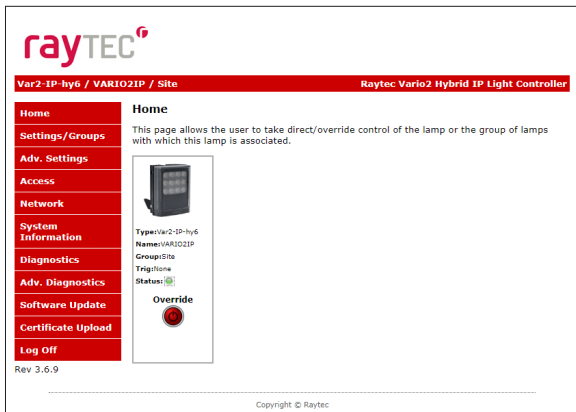 rayTEC
Var2-IP-hy6 / VARIO2IP / Site
Raytec Vario2 Hybrid IP Light Controller
Home
Settings/Groups
Adv. Settings
Access
Network
System
Information
Diagnostics
Adv. Diagnostics
Software Update
Certificate Upload
Log Off
Rev 3.6.9
Home
This page allows the user to take direct/override control of the lamp or the group of lamps
with which this lamp is associated.
Type:Var2-IP-hy6
Name:VARIO2IP
Group:Site
Trig:None
Status:
Override
Copyright © Raytec